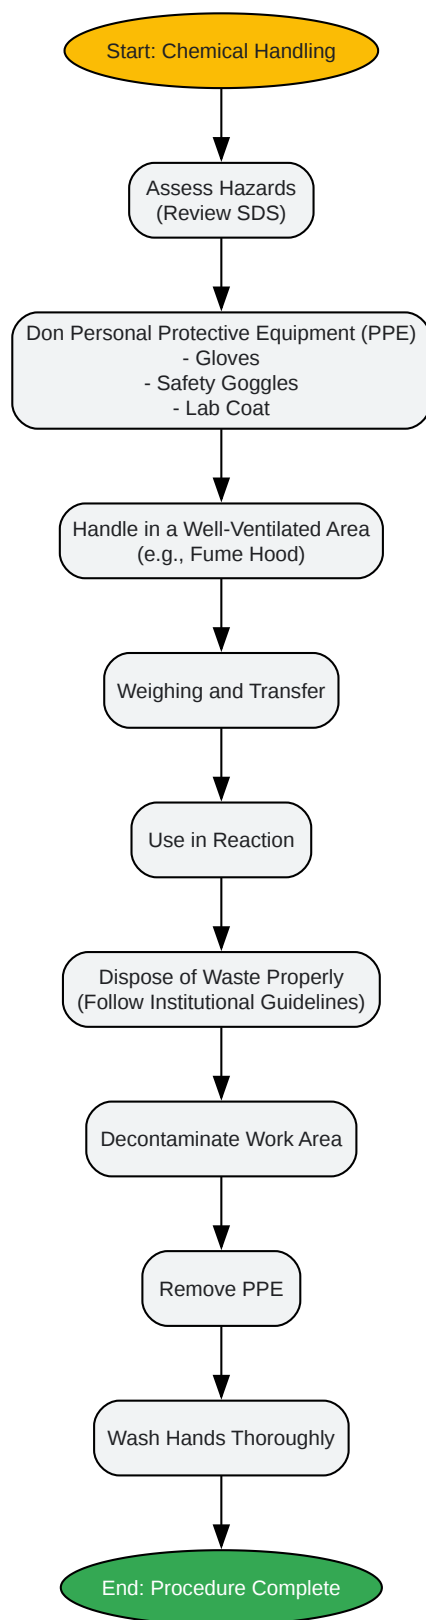 Start: Chemical Handling
Assess Hazards
(Review SDS)
Don Personal Protective Equipment (PPE)
- Gloves
- Safety Goggles
- Lab Coat
Handle in a Well-Ventilated Area
(e.g., Fume Hood)
Weighing and Transfer
Use in Reaction
Dispose of Waste Properly
(Follow Institutional Guidelines)
Decontaminate Work Area
Remove PPE
Wash Hands Thoroughly
End: Procedure Complete